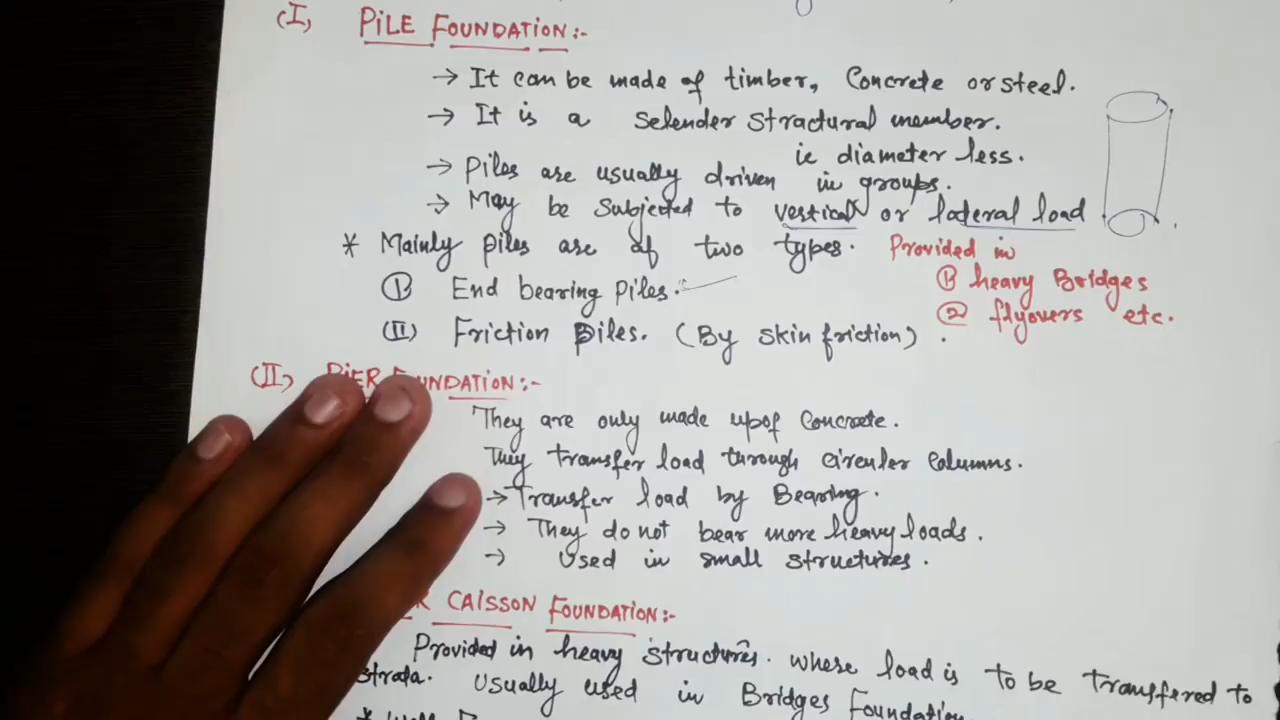 (I) PILE FOUNDATION:-
→ It can be made of timber, Concrete or steel.
→ It is a Selender Stractural member.
ie diameter less.
→ Piles are usually driven in groups.
→ May be Subjected to vertical or lateral load
* Mainly piles are of two types.
Provided in
① End bearing Piles.
① heavy Bridges
② flyovers etc.
(II) Friction Piles. (By skin friction).
(II) PIER FOUNDATION:-
They are only made up of Concrete.
They transfer load through circular Columns.
→ Transfer load by Bearing.
→ They do not bear more heavy loads.
→ Used in small structures.
CAISSON FOUNDATION:-
Provided in heavy structures. where load is to be transfered to
strata. Usually used in Bridges Foundation.